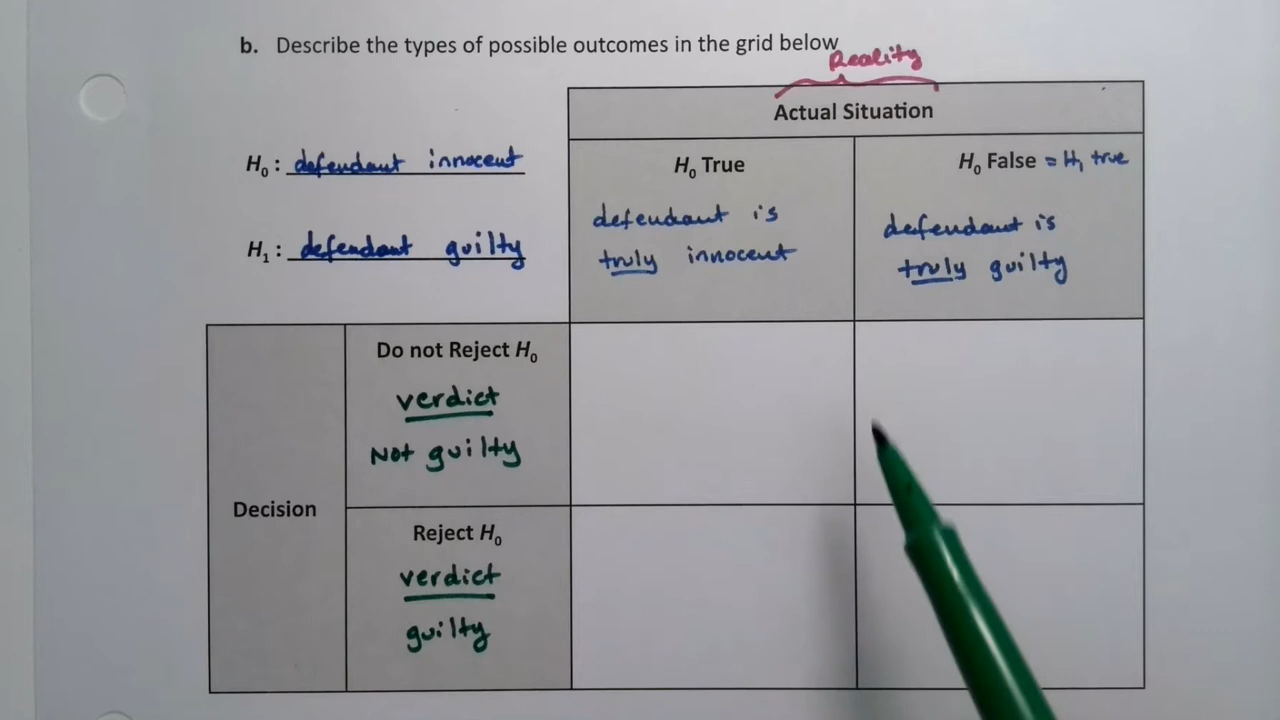 b. Describe the types of possible outcomes in the grid below
Reality
Actual Situation
H₀ : defendant innocent
H₁ : defendant guilty
H₀ True
defendant is
truly innocent
H₀ False = H₁ true
defendant is
truly guilty
Decision
Do not Reject H₀
verdict
Not guilty
Reject H₀
verdict
guilty